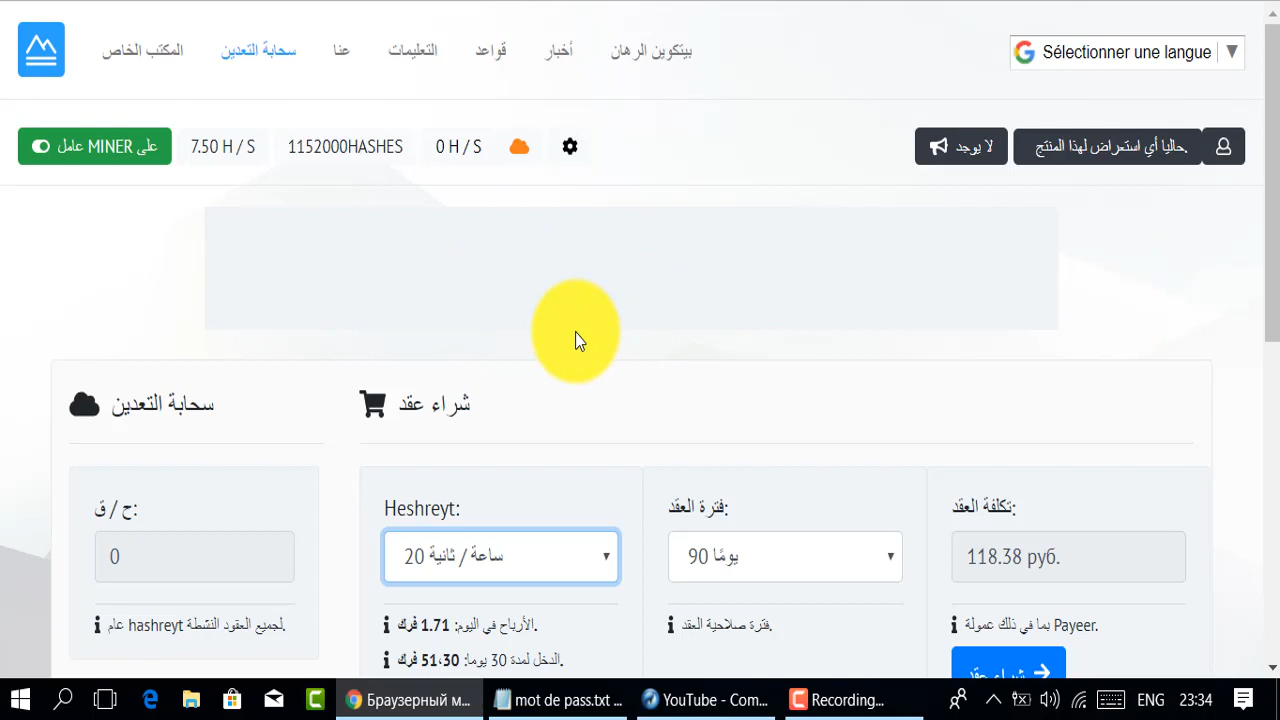 المكتب الخاص
سحابة التعدين
عنا
التعليمات
قواعد
أخبار
بيتكوين الرهان
Sélectionner une langue
على MINER عامل
7.50 H / S
1152000HASHES
0 H / S
لا يوجد
حاليا أي استعراض لهذا المنتج.
سحابة التعدين
شراء عقد
ح / ق:
Heshreyt:
فترة العقد:
تكلفة العقد:
0
20 ساعة / ثانية
90 يومًا
118.38 руб.
عام hashreyt لجميع العقود النشطة.
الأرباح في اليوم: 1.71 فرك.
فترة صلاحية العقد.
بما في ذلك عمولة Payeer.
الدخل لمدة 30 يوما: 51.30 فرك.
شراء عقد
Браузерный м...
mot de pass.txt ...
YouTube - Com...
Recording...
ENG
23:34